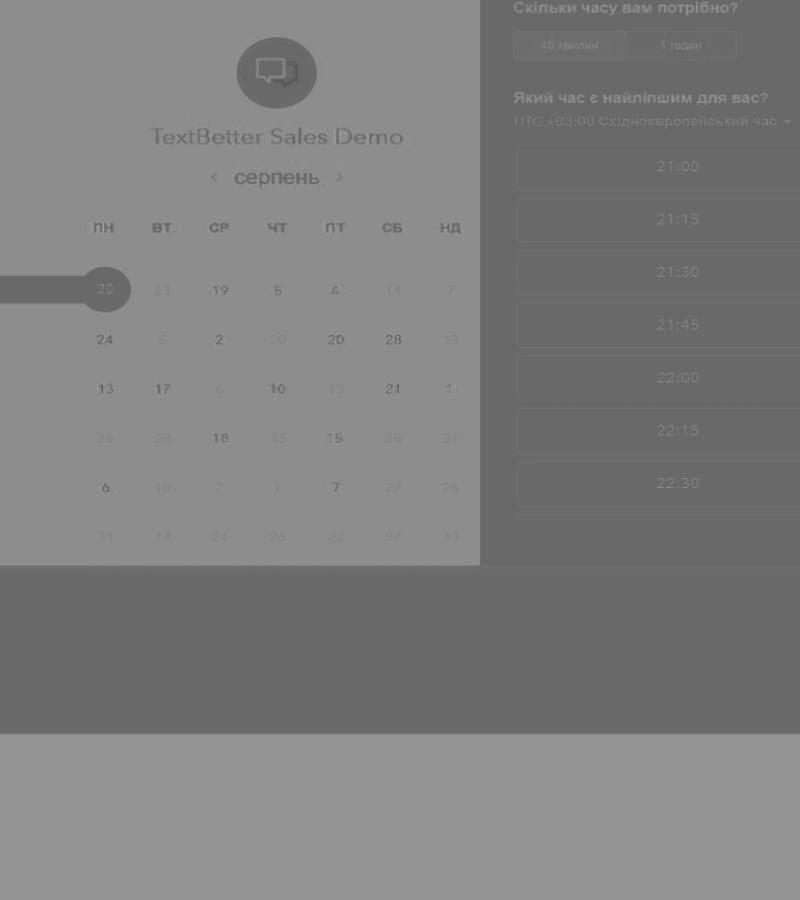 TextBetter Sales Demo
‹ серпень ›
ПН ВТ СР ЧТ ПТ СБ НД
20 23 19 5 4 14 7
24 5 2 20 20 28 13
13 17 6 10 13 21 1
26 28 18 15 15 28 31
6 10 2 1 7 27 26
31 14 24 26 22 27 13
Скільки часу вам потрібно?
40 хвилин 1 годин
Який час є найліпшим для вас?
UTC +03:00 Східноєвропейський час
21:00
21:15
21:30
21:45
22:00
22:15
22:30